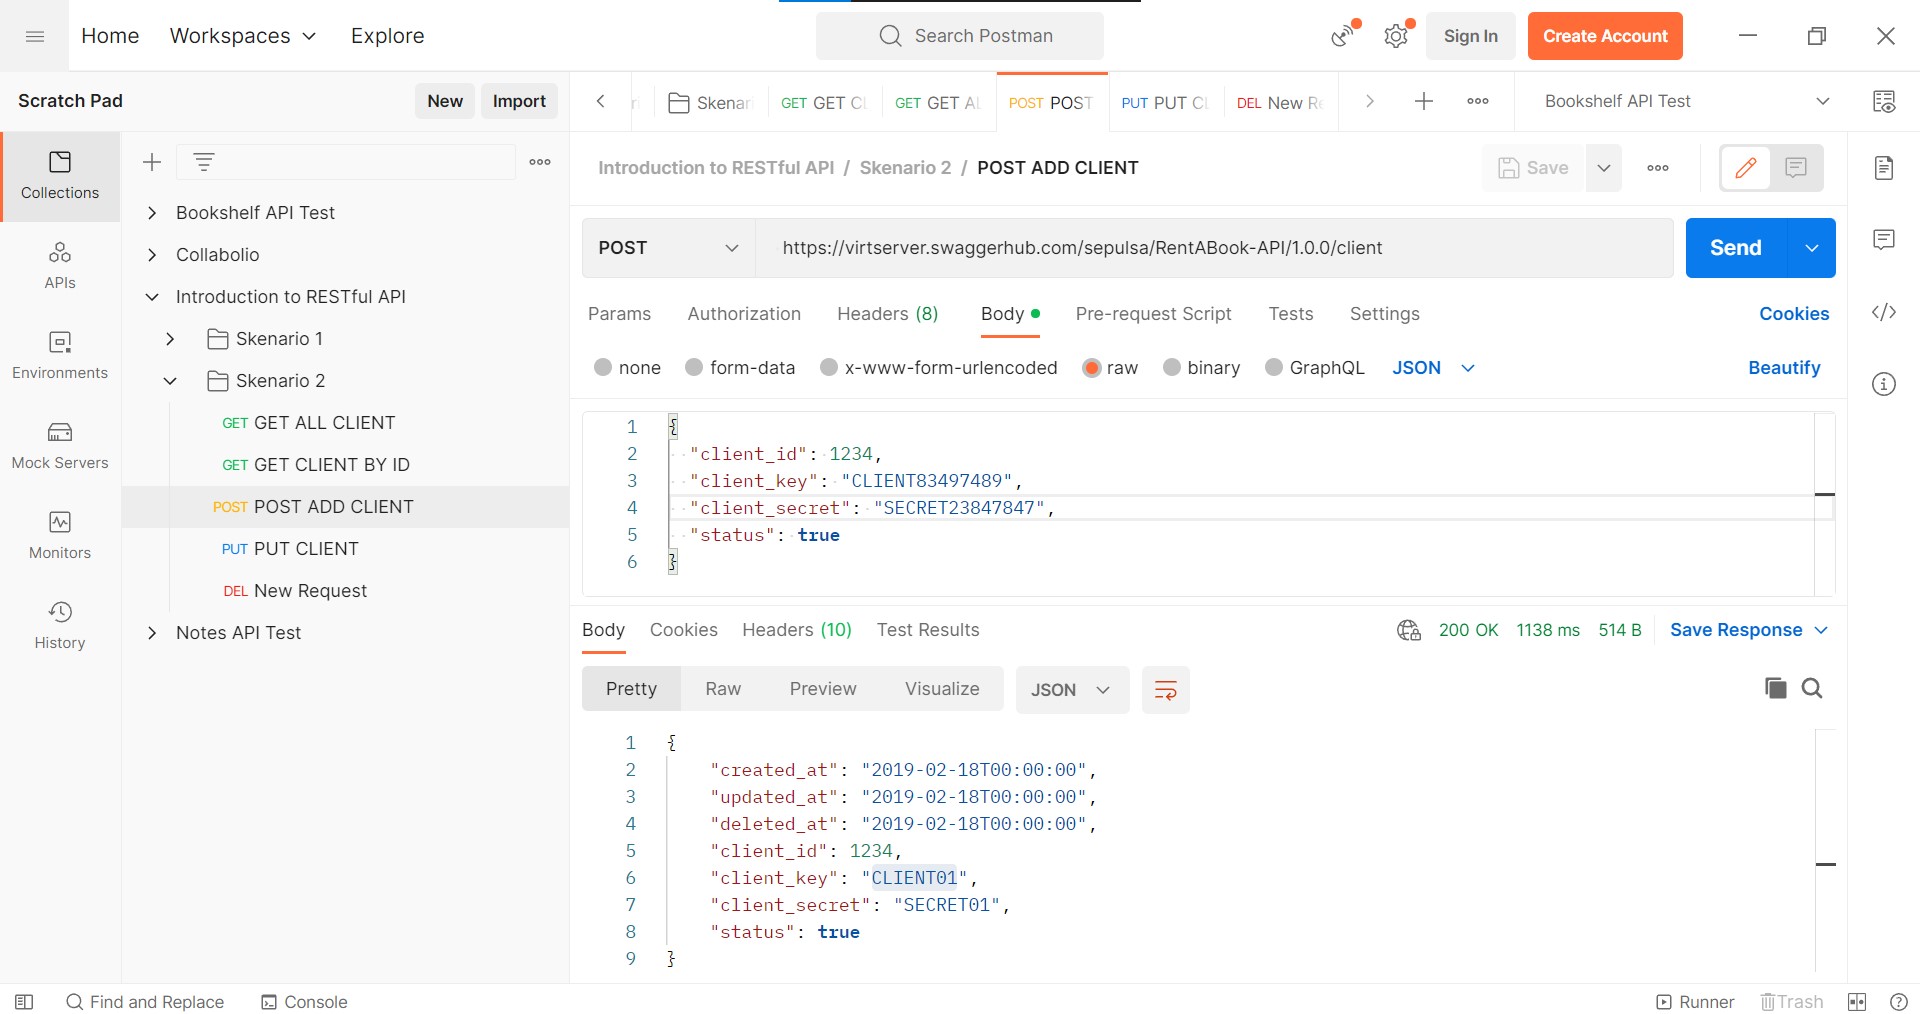 Home Workspaces Explore Search Postman Sign In Create Account
Scratch Pad New Import
Skenar GET GET CL GET GET AL POST POST PUT PUT CL DEL New Re Bookshelf API Test
Collections
APIs
Environments
Mock Servers
Monitors
History
Bookshelf API Test
Collabolio
Introduction to RESTful API
Skenario 1
Skenario 2
GET GET ALL CLIENT
GET GET CLIENT BY ID
POST POST ADD CLIENT
PUT PUT CLIENT
DEL New Request
Notes API Test
Introduction to RESTful API / Skenario 2 / POST ADD CLIENT Save
POST https://virtserver.swaggerhub.com/sepulsa/RentABook-API/1.0.0/client Send
Params Authorization Headers (8) Body Pre-request Script Tests Settings Cookies
none form-data x-www-form-urlencoded raw binary GraphQL JSON Beautify
1 {
2 "client_id": 1234,
3 "client_key": "CLIENT83497489",
4 "client_secret": "SECRET23847847",
5 "status": true
6 }
Body Cookies Headers (10) Test Results 200 OK 1138 ms 514 B Save Response
Pretty Raw Preview Visualize JSON
1 {
2 "created_at": "2019-02-18T00:00:00",
3 "updated_at": "2019-02-18T00:00:00",
4 "deleted_at": "2019-02-18T00:00:00",
5 "client_id": 1234,
6 "client_key": "CLIENT01",
7 "client_secret": "SECRET01",
8 "status": true
9 }
Find and Replace Console Runner Trash